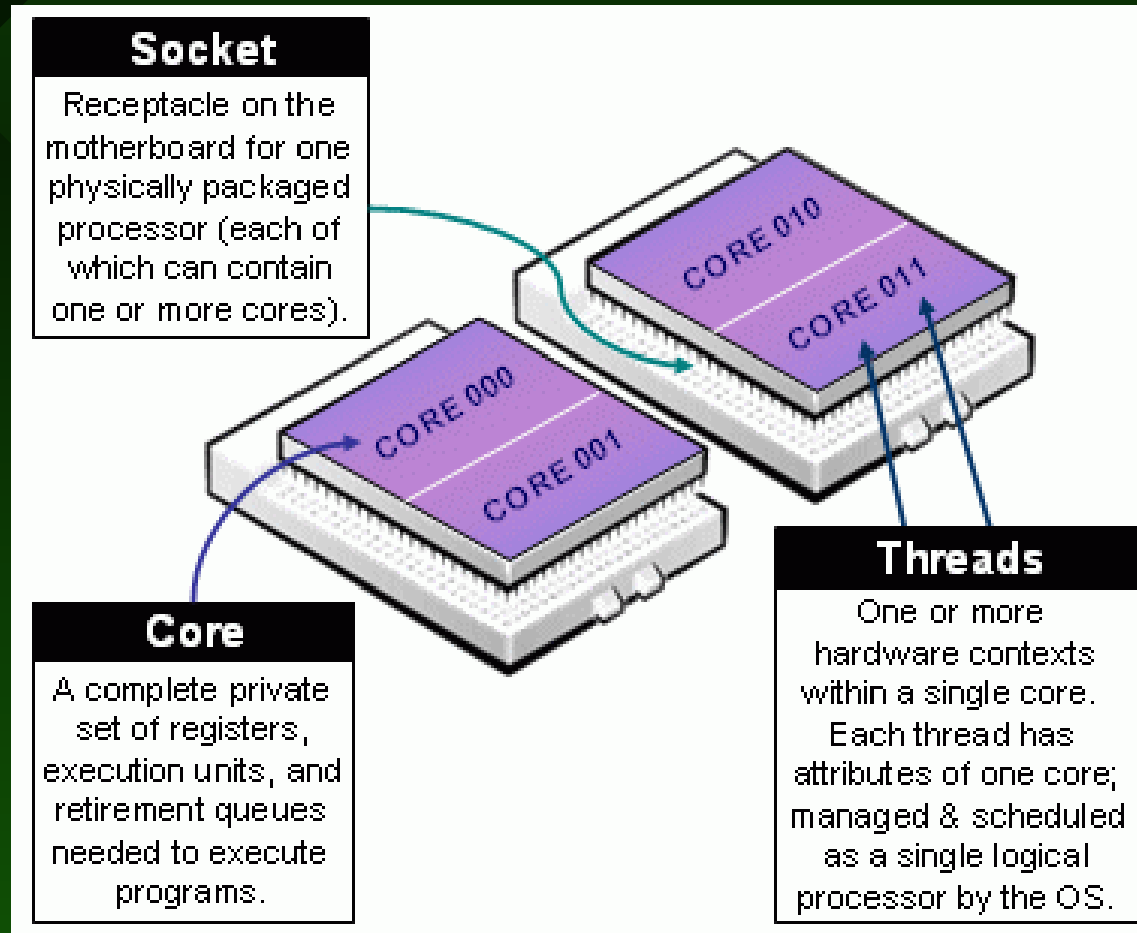 Socket
Receptacle on the
motherboard for one
physically packaged
processor (each of
which can contain
one or more cores).
CORE 010
CORE 011
CORE 000
CORE 001
Core
A complete private
set of registers,
execution units, and
retirement queues
needed to execute
programs.
Threads
One or more
hardware contexts
within a single core.
Each thread has
attributes of one core;
managed & scheduled
as a single logical
processor by the OS.